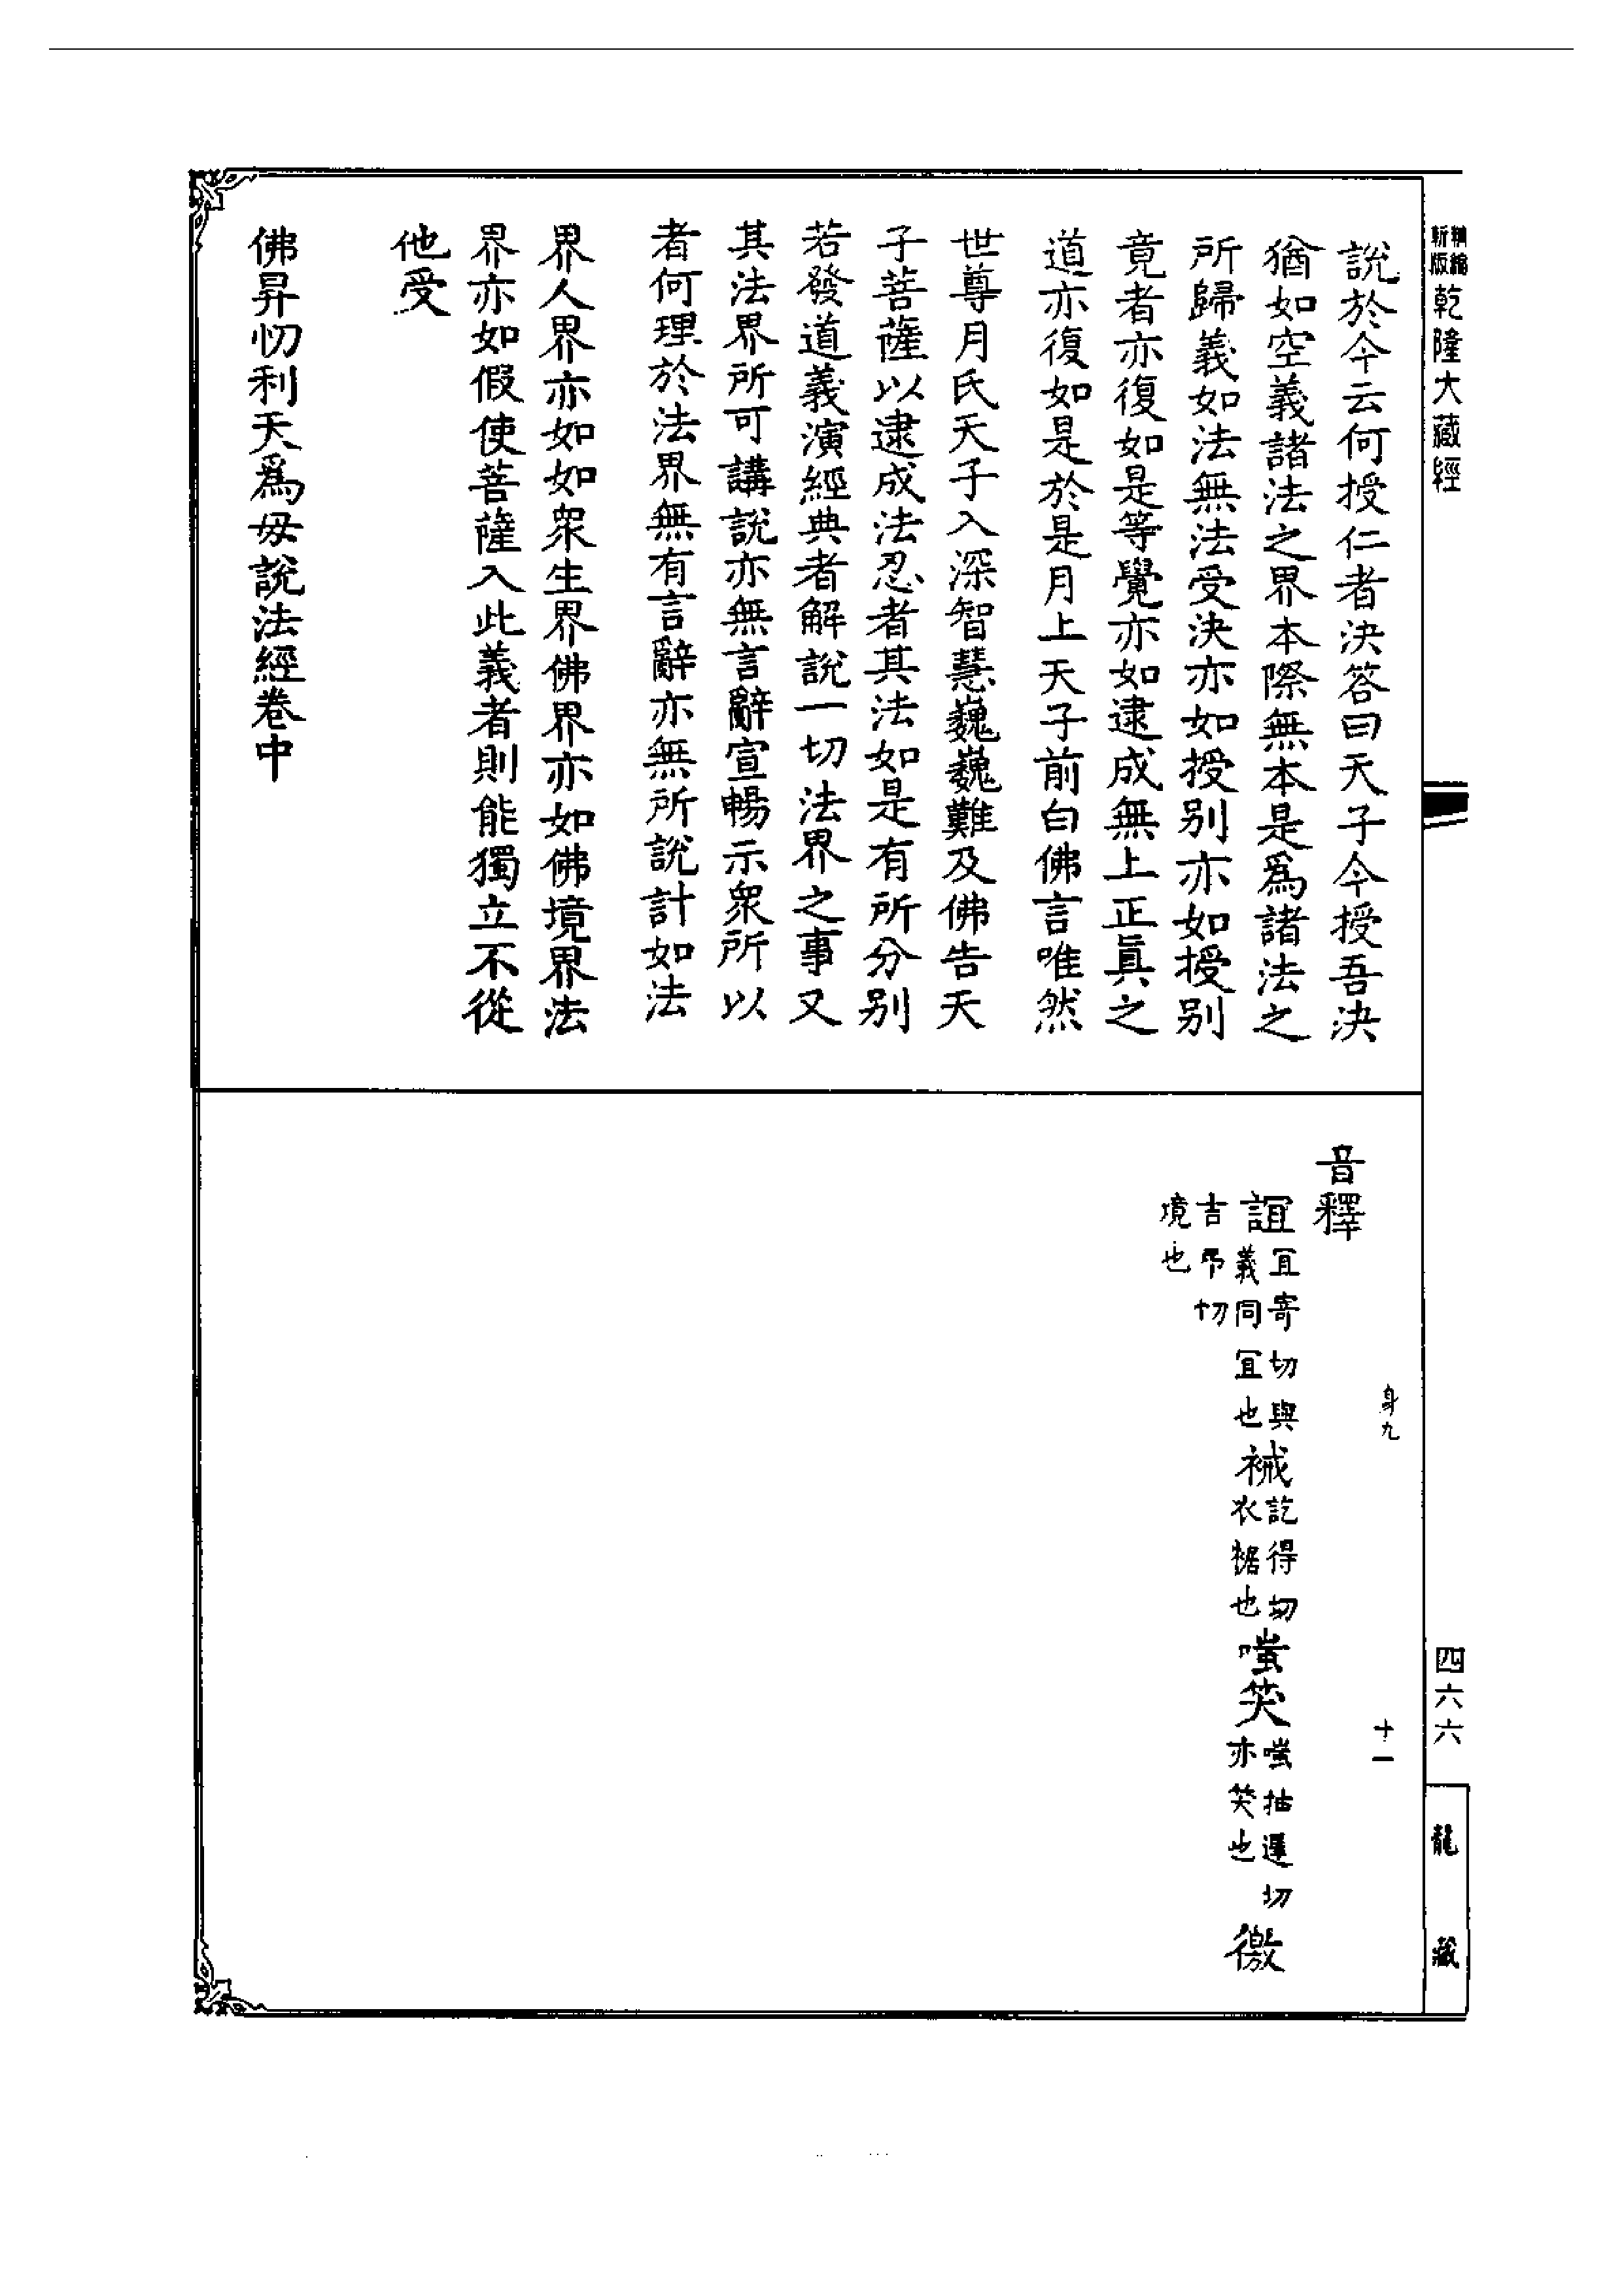 新版
精編
乾隆大藏經
說於今云何授仁者決答曰天子今授吾決
猶如空義諸法之界本際無本是爲諸法之
所歸義如法無法受決亦如授别亦如授别
竟者亦復如是等覺亦如逮成無上正眞之
道亦復如是於是月上天子前白佛言唯然
世尊月氏天子入深智慧巍巍難及佛告天
子菩薩以逮成法忍者其法如是有所分别
若發道義演經典者解說一切法界之事又
其法界所可講說亦無言辭宣暢示衆所以
者何理於法界無有言辭亦無所說計如法
界人界亦如如衆生界佛界亦如佛境界法
界亦如假使菩薩入此義者則能獨立不從
他受
佛昇忉利天爲母說法經卷中
身九
十一
音釋
誼
冝寄切與
義同冝也
裓
訖得切
衣裾也
嗤笑
嗤抽遲切
亦笑也
徼
吉弔切
境也
四六六
龍藏